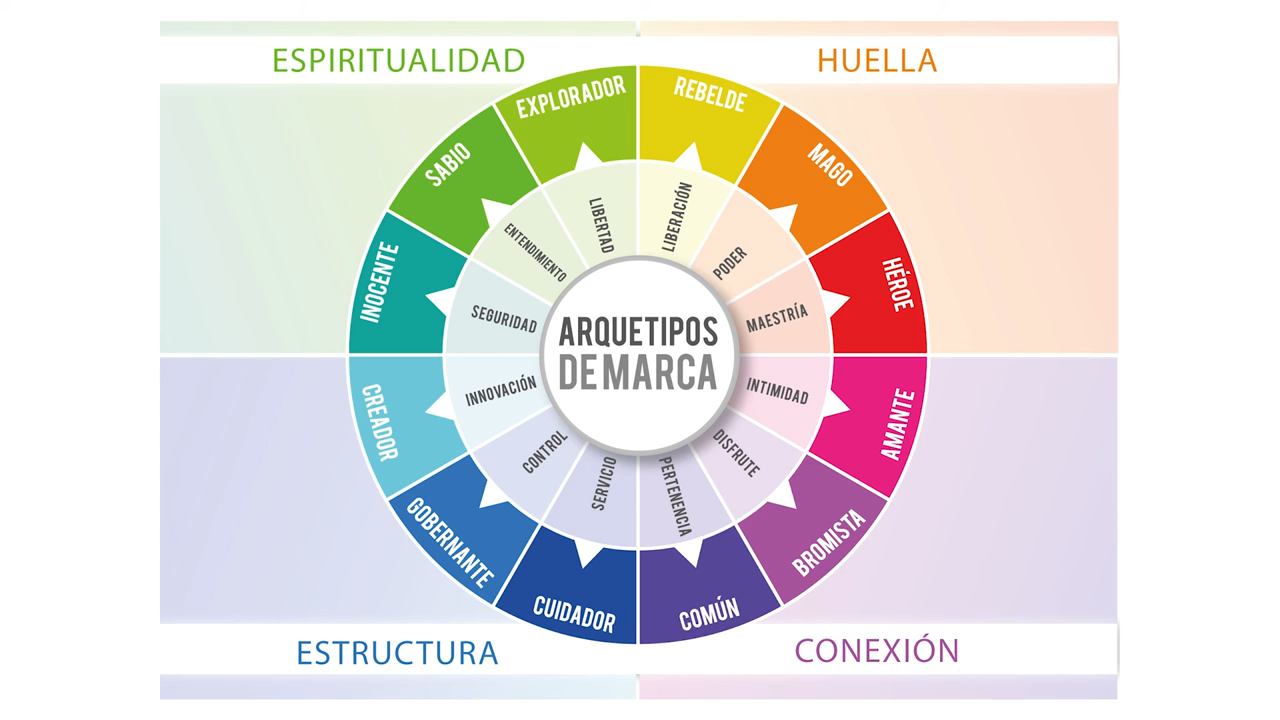 ESPIRITUALIDAD
HUELLA
EXPLORADOR
REBELDE
SABIO
MAGO
INOCENTE
HÉROE
CREADOR
AMANTE
GOBERNANTE
BROMISTA
CUIDADOR
COMÚN
LIBERTAD
LIBERACIÓN
ENTENDIMIENTO
PODER
SEGURIDAD
MAESTRÍA
INNOVACIÓN
INTIMIDAD
CONTROL
DISFRUTE
SERVICIO
PERTENENCIA
ARQUETIPOS
DE MARCA
ESTRUCTURA
CONEXIÓN